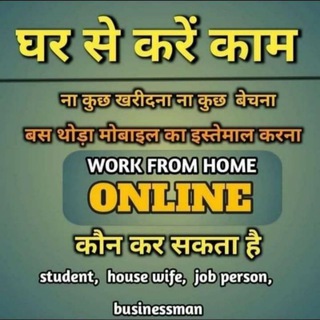 घर से करें काम
ना कुछ खरीदना ना कुछ बेचना
बस थोड़ा मोबाइल का इस्तेमाल करना
WORK FROM HOME
ONLINE
कौन कर सकता है
student, house wife, job person,
businessman